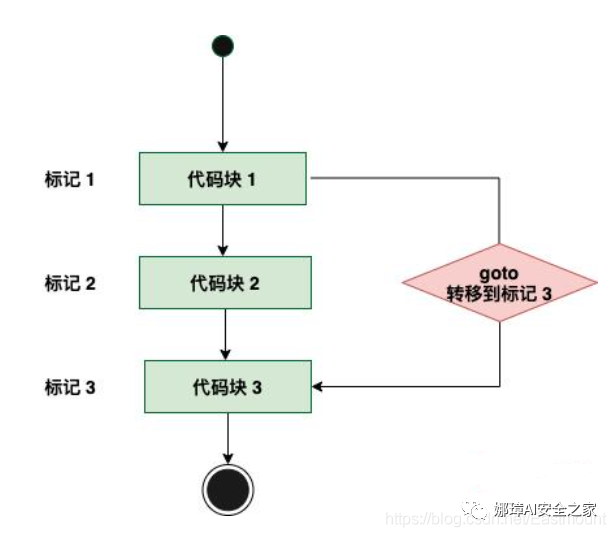 标记 1
代码块 1
标记 2
代码块 2
goto
转移到标记 3
标记 3
代码块 3
娜璋AI安全之家
https://blog.csdn.net/Eastmount